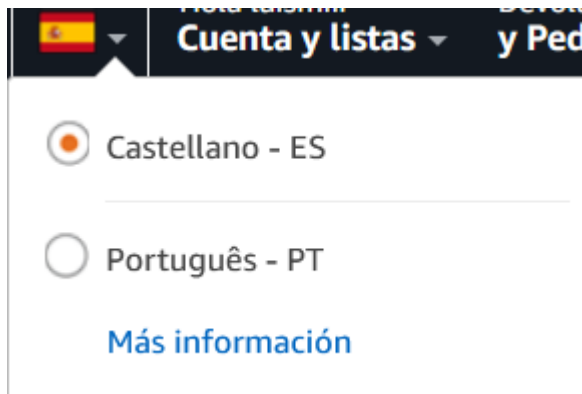 Cuenta y listas
y Ped
Castellano - ES
Português - PT
Más información